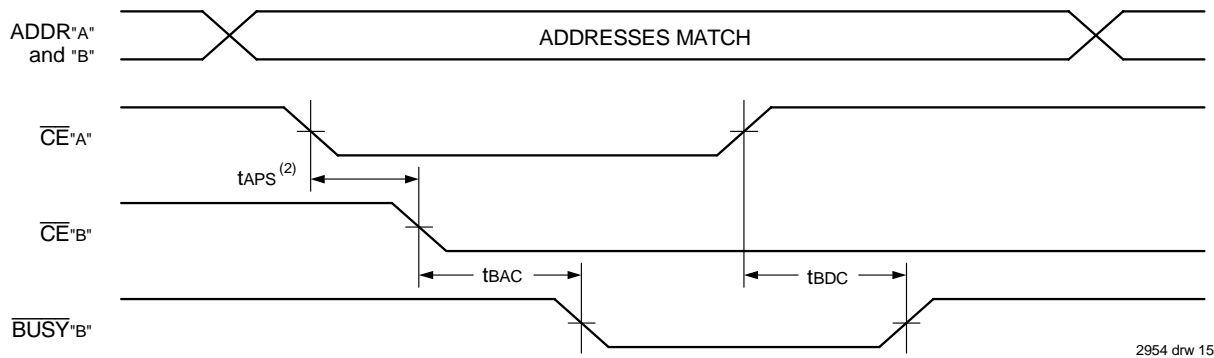 ADDR"A"
and "B"
ADDRESSES MATCH
CE"A"
tAPS (2)
CE"B"
tBAC
tBDC
BUSY"B"
2954 drw 15